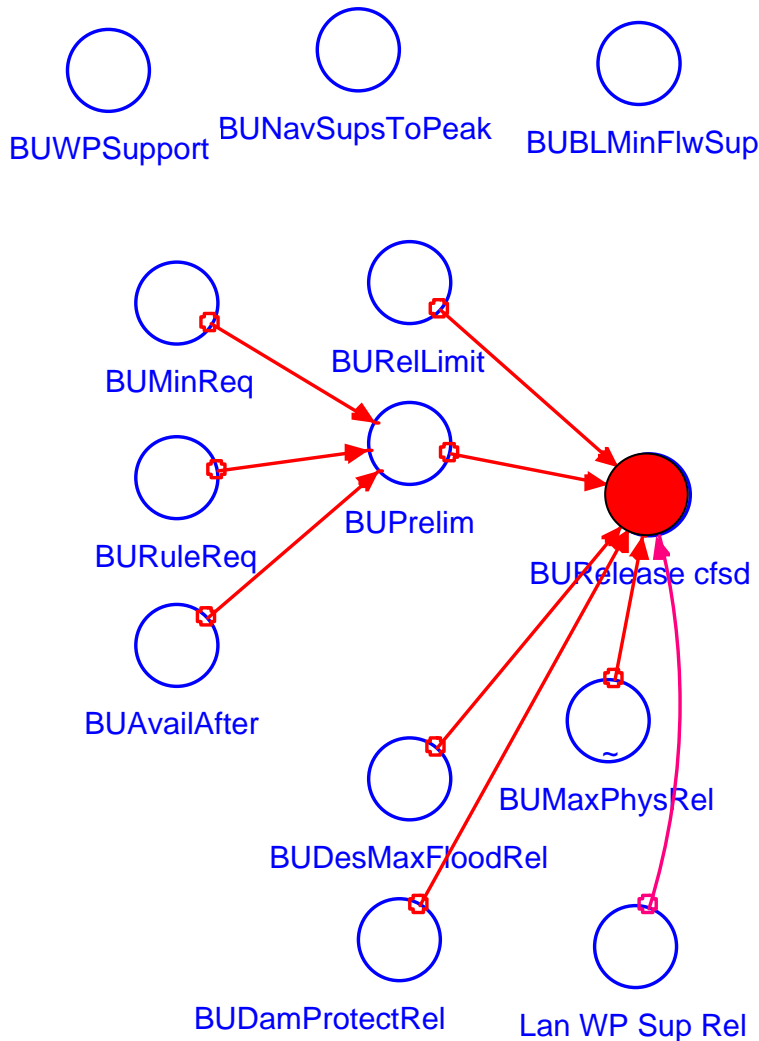 BUWPSupport
BUNavSupsToPeak
BUBLMinFlwSup
BUMinReq
BURelLimit
BURuleReq
BUPrelim
BURelease cfsd
BUAvailAfter
BUMaxPhysRel
~
BUDesMaxFloodRel
BUDamProtectRel
Lan WP Sup Rel